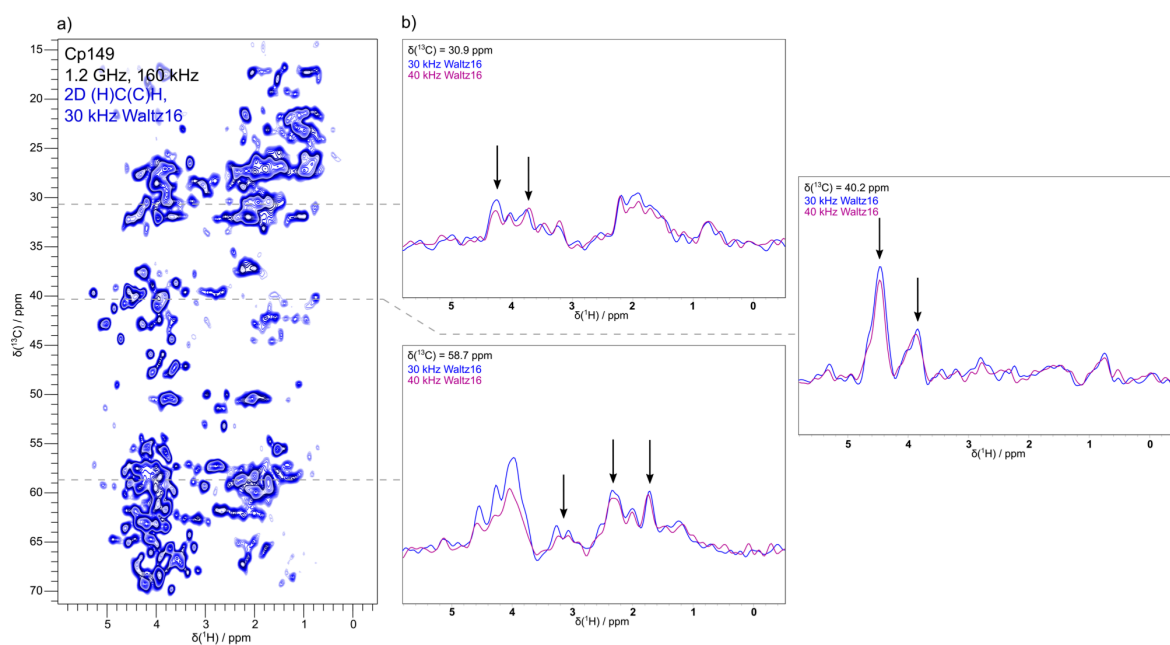 a)
Cp149
1.2 GHz, 160 kHz
2D (H)C(C)H,
30 kHz Waltz16
15
20
25
30
35
40
45
50
55
60
65
70
δ(¹³C) / ppm
4
3
2
1
0
δ(¹H) / ppm
b)
δ(¹³C) = 30.9 ppm
30 kHz Waltz16
40 kHz Waltz16
5
4
3
2
1
0
δ(¹H) / ppm
δ(¹³C) = 58.7 ppm
30 kHz Waltz16
40 kHz Waltz16
5
4
3
2
1
0
δ(¹H) / ppm
δ(¹³C) = 40.2 ppm
30 kHz Waltz16
40 kHz Waltz16
5
4
3
2
1
0
δ(¹H) / ppm